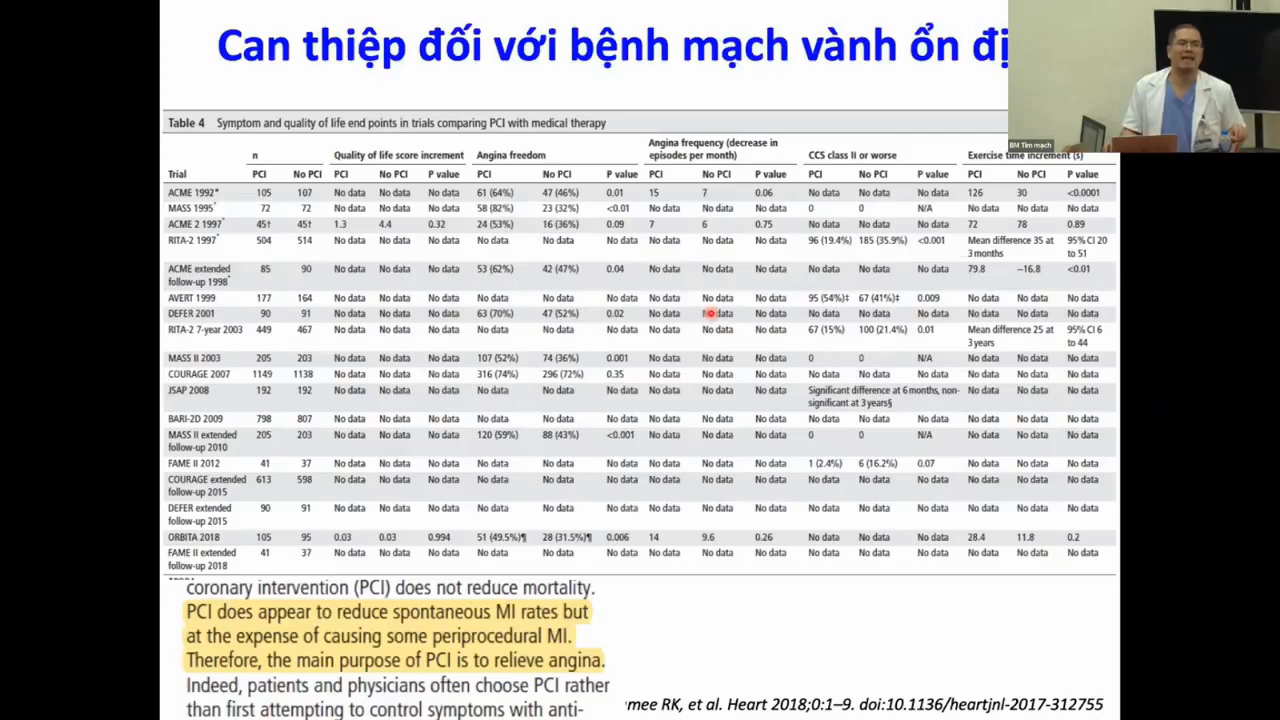 Can thiệp đối với bệnh mạch vành ổn
BM Tim mạch
Table 4 Symptom and quality of life end points in trials comparing PCI with medical therapy
n Quality of life score increment Angina freedom Angina frequency (decrease in episodes per month) CCS class II or worse Exercise time increment (s)
Trial PCI No PCI PCI No PCI P value PCI No PCI P value PCI No PCI P value PCI No PCI P value PCI No PCI P value
ACME 1992* 105 107 No data No data No data 61 (64%) 47 (46%) 0.01 15 7 0.06 No data No data No data 126 30 <0.0001
MASS 1995* 72 72 No data No data No data 58 (82%) 23 (32%) <0.01 No data No data No data 0 0 N/A No data No data No data
ACME 2 1997* 45† 45† 1.3 4.4 0.32 24 (53%) 16 (36%) 0.09 7 6 0.75 No data No data No data 72 78 0.89
RITA-2 1997* 504 514 No data No data No data No data No data No data No data No data No data 96 (19.4%) 185 (35.9%) <0.001 Mean difference 35 at 3 months 95% CI 20 to 51
ACME extended follow-up 1998* 85 90 No data No data No data 53 (62%) 42 (47%) 0.04 No data No data No data No data No data No data 79.8 −16.8 <0.01
AVERT 1999 177 164 No data No data No data No data No data No data No data No data No data 95 (54%)‡ 67 (41%)‡ 0.009 No data No data No data
DEFER 2001 90 91 No data No data No data 63 (70%) 47 (52%) 0.02 No data No data No data No data No data No data No data No data No data
RITA-2 7-year 2003 449 467 No data No data No data No data No data No data No data No data No data 67 (15%) 100 (21.4%) 0.01 Mean difference 25 at 3 years 95% CI 6 to 44
MASS II 2003 205 203 No data No data No data 107 (52%) 74 (36%) 0.001 No data No data No data 0 0 N/A No data No data No data
COURAGE 2007 1149 1138 No data No data No data 316 (74%) 296 (72%) 0.35 No data No data No data No data No data No data No data No data No data
JSAP 2008 192 192 No data No data No data No data No data No data No data No data No data Significant difference at 6 months, non-significant at 3 years§ No data No data No data
BARI-2D 2009 798 807 No data No data No data No data No data No data No data No data No data No data No data No data No data No data No data
MASS II extended follow-up 2010 205 203 No data No data No data 120 (59%) 88 (43%) <0.001 No data No data No data 0 0 N/A No data No data No data
FAME II 2012 41 37 No data No data No data No data No data No data No data No data No data 1 (2.4%) 6 (16.2%) 0.07 No data No data No data
COURAGE extended follow-up 2015 613 598 No data No data No data No data No data No data No data No data No data No data No data No data No data No data No data
DEFER extended follow-up 2015 90 91 No data No data No data No data No data No data No data No data No data No data No data No data No data No data No data
ORBITA 2018 105 95 0.03 0.03 0.994 51 (49.5%)¶ 28 (31.5%)¶ 0.006 14 9.6 0.26 No data No data No data 28.4 11.8 0.2
FAME II extended follow-up 2018 41 37 No data No data No data No data No data No data No data No data No data No data No data No data No data No data No data
coronary intervention (PCI) does not reduce mortality.
PCI does appear to reduce spontaneous MI rates but
at the expense of causing some periprocedural MI.
Therefore, the main purpose of PCI is to relieve angina.
Indeed, patients and physicians often choose PCI rather
than first attempting to control symptoms with anti-
RK, et al. Heart 2018;0:1–9. doi:10.1136/heartjnl-2017-312755